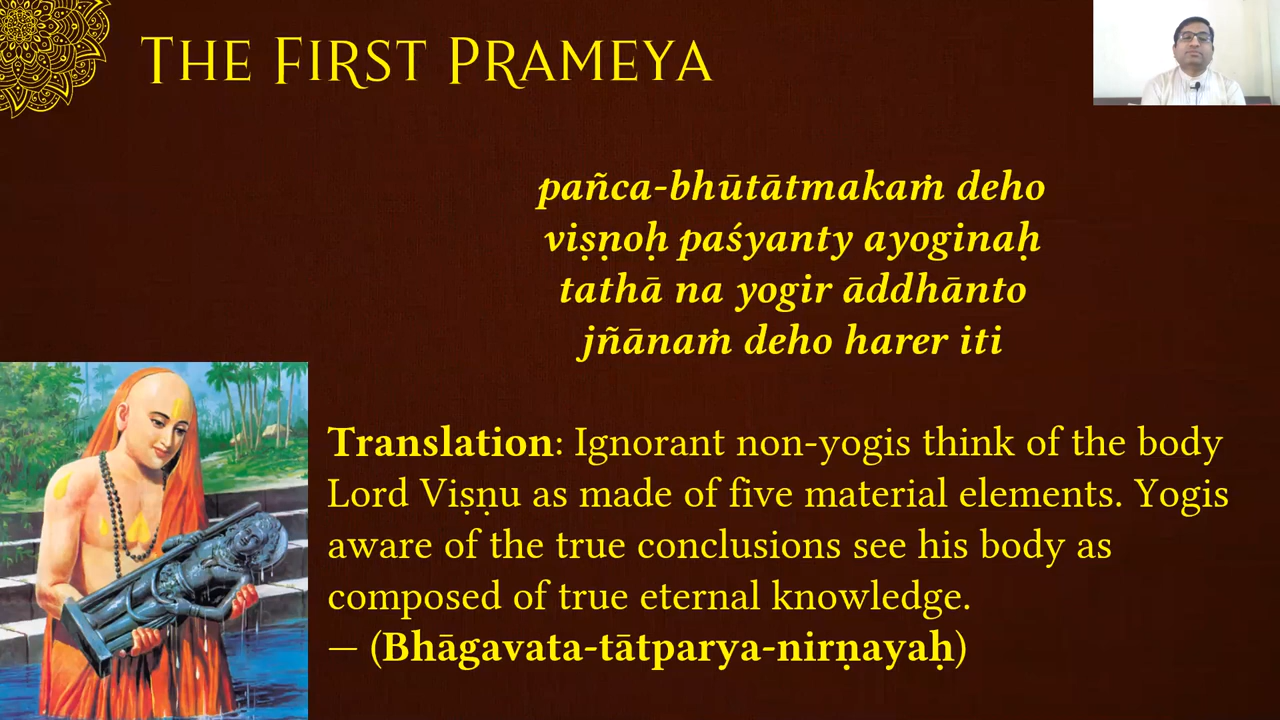 The First Prameya
pañca-bhūtātmakaṁ deho
viṣṇoḥ paśyanty ayoginaḥ
tathā na yogir āddhānto
jñānaṁ deho harer iti
Translation: Ignorant non-yogis think of the body
Lord Viṣṇu as made of five material elements. Yogis
aware of the true conclusions see his body as
composed of true eternal knowledge.
— (Bhāgavata-tātparya-nirṇayaḥ)